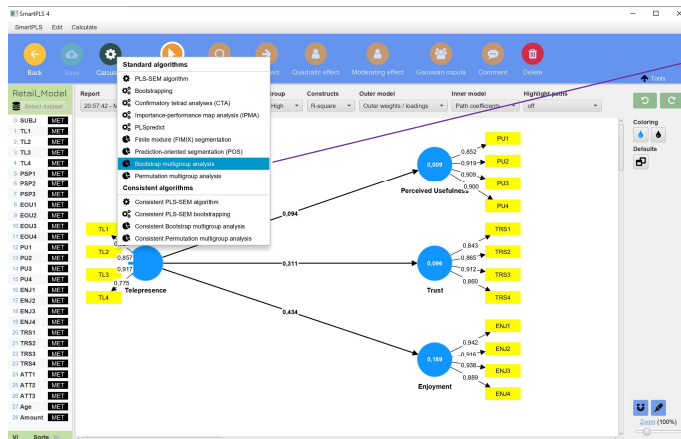 SmartPLS 4
SmartPLS Edit Calculate
Back Save Calcula ect Quadratic effect Moderating effect Gaussian copula Comment Delete
Tools
Standard algorithms
PLS-SEM algorithm
Bootstrapping
Confirmatory tetrad analyses (CTA)
Importance-performance map analysis (IPMA)
PLSpredict
Finite mixture (FIMIX) segmentation
Prediction-oriented segmentation (POS)
Bootstrap multigroup analysis
Permutation multigroup analysis
Consistent algorithms
Consistent PLS-SEM algorithm
Consistent PLS-SEM bootstrapping
Consistent Bootstrap multigroup analysis
Consistent Permutation multigroup analysis
Retail_Model
Select dataset
Report Group Constructs Outer model Inner model Highlight paths
20:57:42 - M High R-square Outer weights / loadings Path coefficients off
0 SUBJ MET
1 TL1 MET
2 TL2 MET
3 TL3 MET
4 TL4 MET
5 PSP1 MET
6 PSP2 MET
7 PSP3 MET
8 EOU1 MET
9 EOU2 MET
10 EOU3 MET
11 EOU4 MET
12 PU1 MET
13 PU2 MET
14 PU3 MET
15 PU4 MET
16 ENJ1 MET
17 ENJ2 MET
18 ENJ3 MET
19 ENJ4 MET
20 TRS1 MET
21 TRS2 MET
22 TRS3 MET
23 TRS4 MET
24 ATT1 MET
25 ATT2 MET
26 ATT3 MET
27 Age MET
28 Amount MET
VI Sorte
TL1
TL2
TL3
TL4
0,857
0,917
0,775
Telepresence
0,094
0,311
0,434
0,009
Perceived Usefulness
0,852
0,919
0,909
0,900
PU1
PU2
PU3
PU4
0,096
Trust
0,843
0,865
0,912
0,860
TRS1
TRS2
TRS3
TRS4
0,189
Enjoyment
0,942
0,916
0,938
0,889
ENJ1
ENJ2
ENJ3
ENJ4
Coloring
Defaults
Zoom (100%)